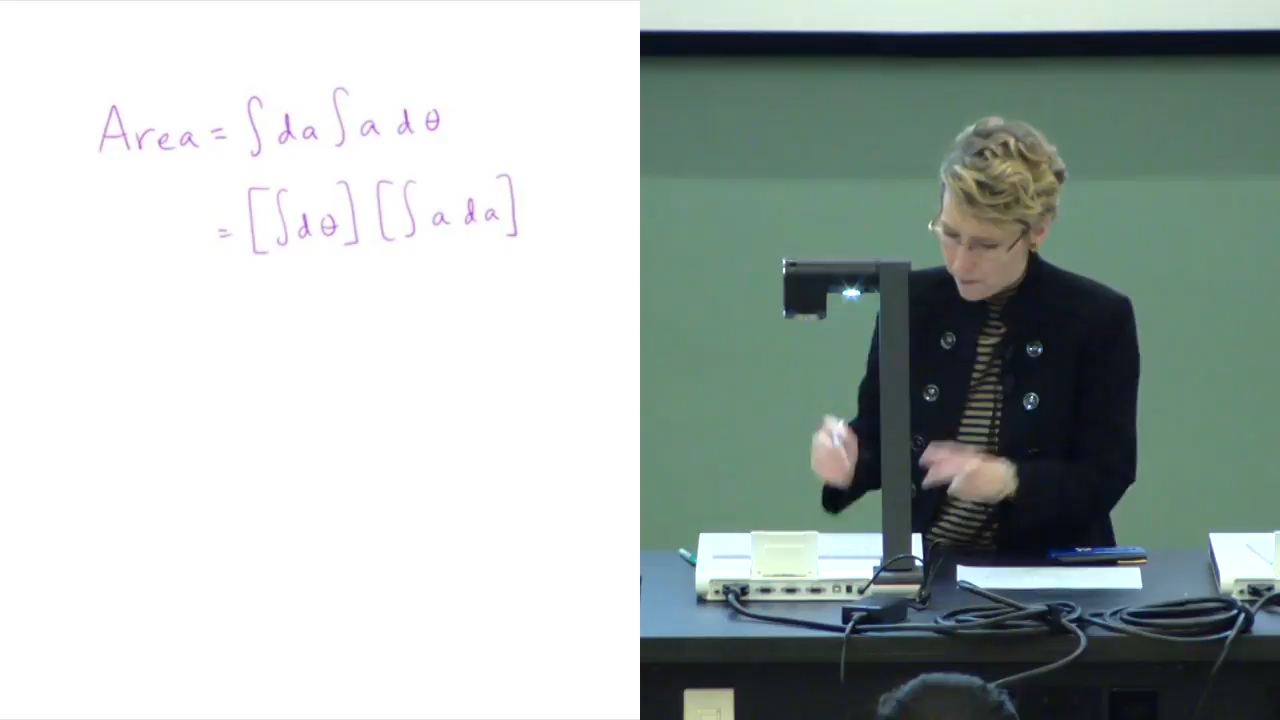 Area = ∫ da ∫ a dθ
= [∫ dθ] [∫ a da]